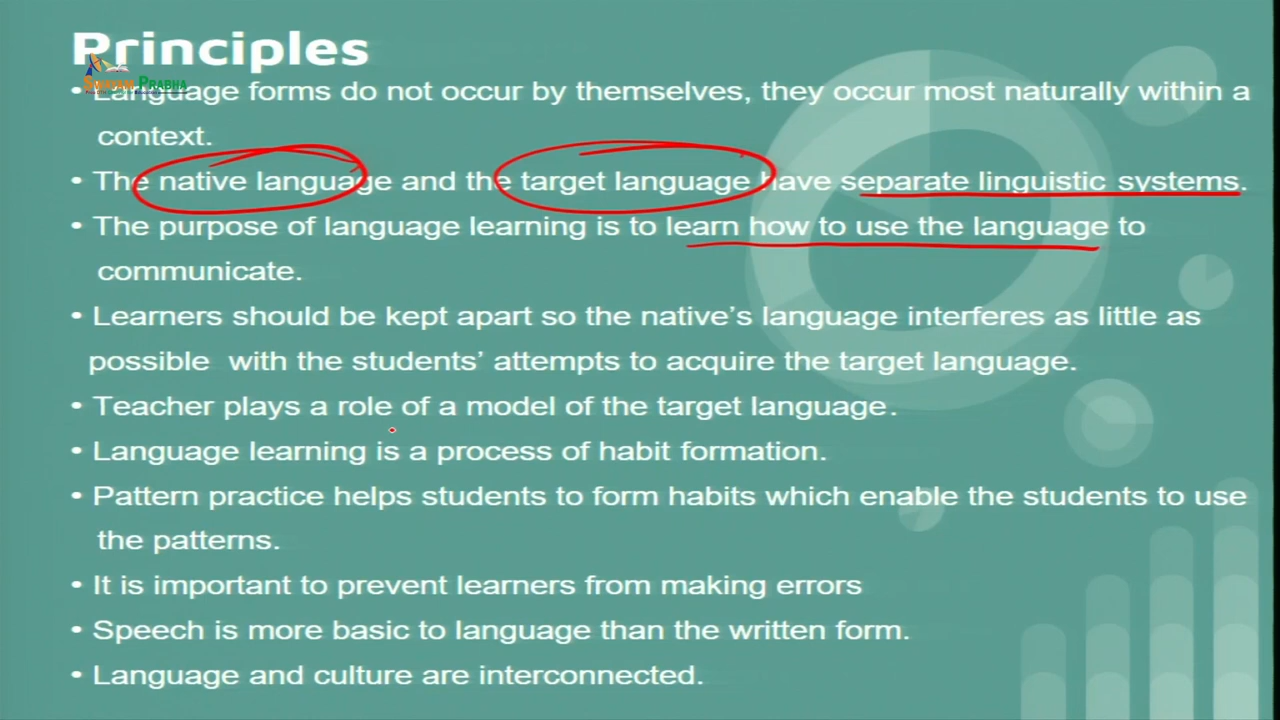 Principles
SWAYAM PRABHA
• Language forms do not occur by themselves, they occur most naturally within a
context.
• The native language and the target language have separate linguistic systems.
• The purpose of language learning is to learn how to use the language to
communicate.
• Learners should be kept apart so the native's language interferes as little as
possible with the students' attempts to acquire the target language.
• Teacher plays a role of a model of the target language.
• Language learning is a process of habit formation.
• Pattern practice helps students to form habits which enable the students to use
the patterns.
• It is important to prevent learners from making errors
• Speech is more basic to language than the written form.
• Language and culture are interconnected.